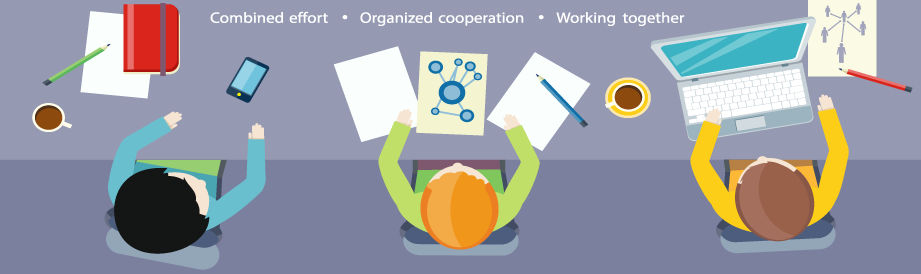 Combined effort • Organized cooperation • Working together